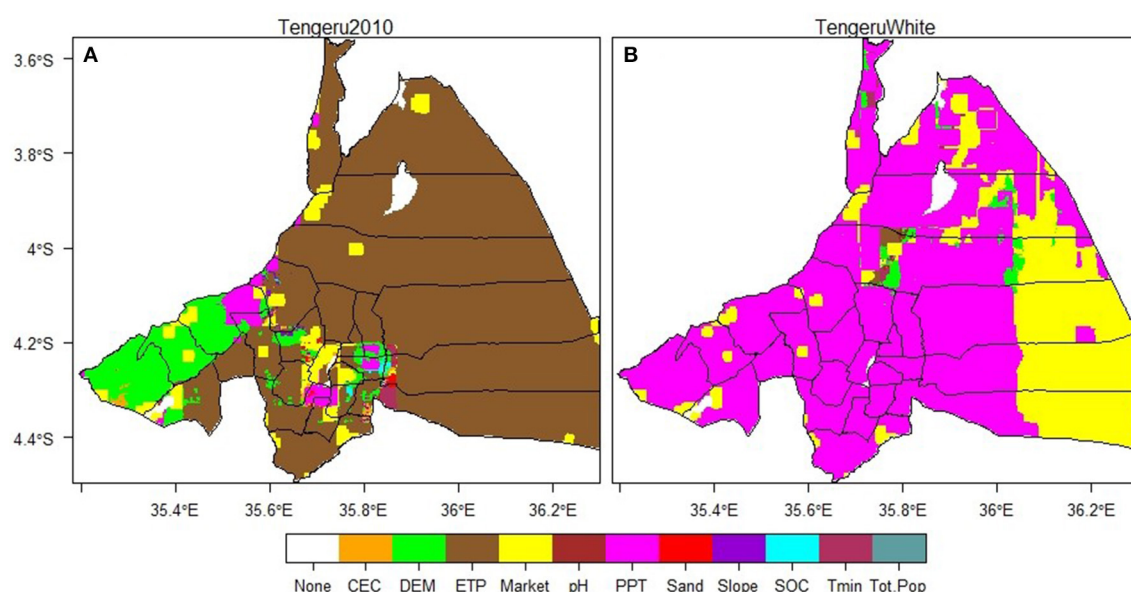 Tengeru2010 TengeruWhite
A B
3.6°S
3.8°S
4°S
4.2°S
4.4°S
35.4°E 35.6°E 35.8°E 36°E 36.2°E 35.4°E 35.6°E 35.8°E 36°E 36.2°E
None CEC DEM ETP Market pH PPT Sand Slope SOC Tmin Tot.Pop